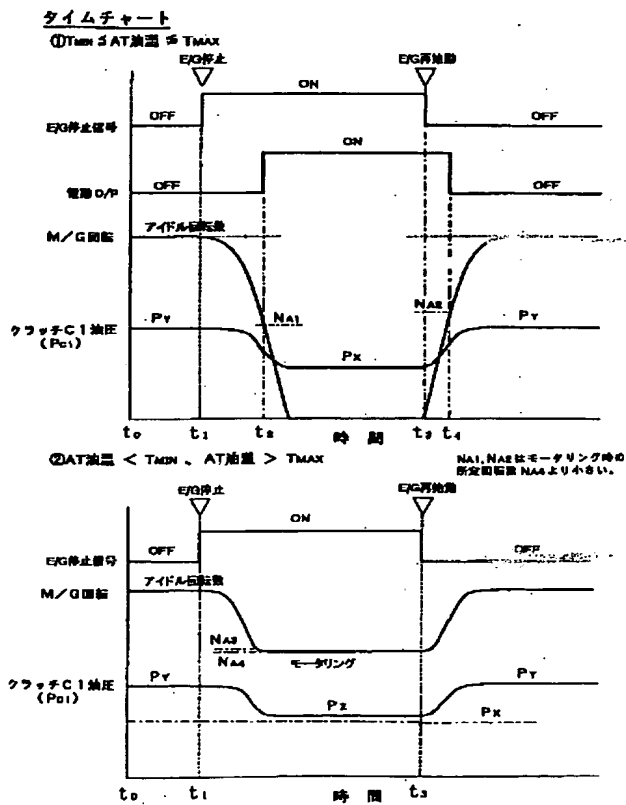 タイムチャート
①TMIN ≦ AT油温 ≦ TMAX
E/G停止 E/G再始動
ON
OFF OFF
E/G停止信号
ON
電動O/P OFF OFF
アイドル回転数
M/G回転
NA1 NA2
PY PY
クラッチC1油圧
(PC1)
PX
t0 t1 t2 時間 t3 t4
②AT油温 < TMIN 、 AT油温 > TMAX
NA1, NA2はモータリング時の
所定回転数NA4より小さい。
E/G停止 E/G再始動
ON
OFF OFF
E/G停止信号
アイドル回転数
M/G回転
NA3
NA4 モータリング
PY PY
クラッチC1油圧
(PC1)
PZ
PX
t0 t1 時間 t3